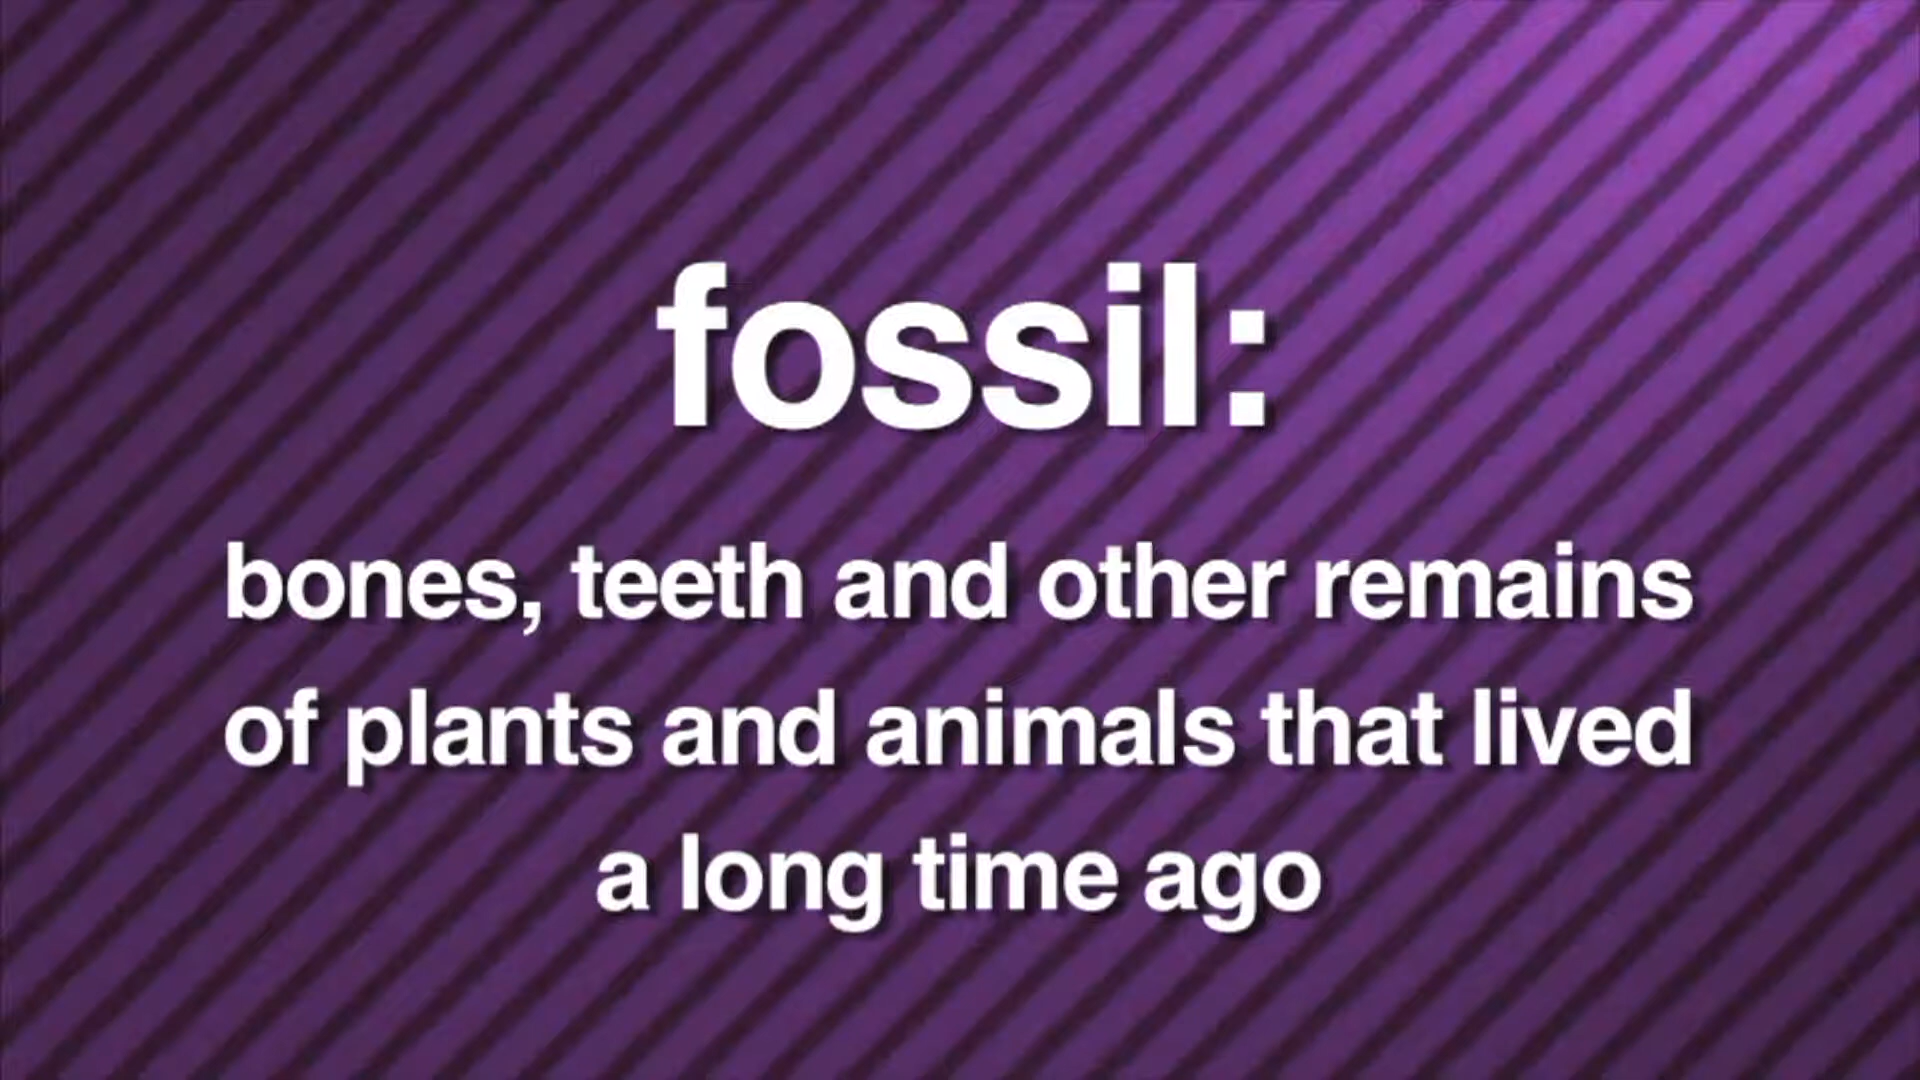 fossil:
bones, teeth and other remains
of plants and animals that lived
a long time ago